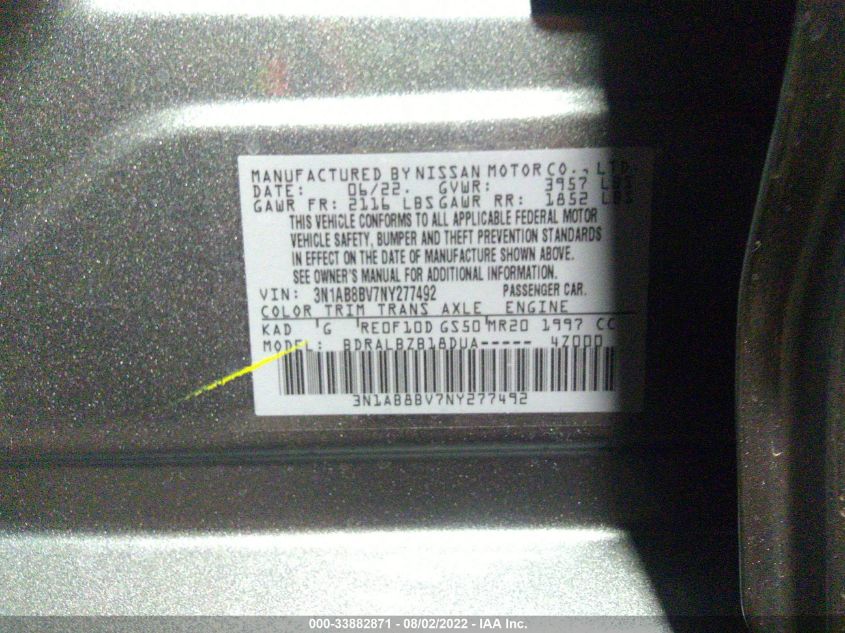 MANUFACTURED BY NISSAN MOTOR CO., LTD.
DATE: 06/22. GVWR: 3957 LBS
GAWR FR: 2116 LBS GAWR RR: 1852 LBS
THIS VEHICLE CONFORMS TO ALL APPLICABLE FEDERAL MOTOR
VEHICLE SAFETY, BUMPER AND THEFT PREVENTION STANDARDS
IN EFFECT ON THE DATE OF MANUFACTURE SHOWN ABOVE.
SEE OWNER'S MANUAL FOR ADDITIONAL INFORMATION.
VIN: 3N1AB8BV7NY277492 PASSENGER CAR.
COLOR TRIM TRANS AXLE ENGINE
KAD G RE0F10D GS50 MR20 1997 CC
MODEL: BDRALBZB18DUA----- 4Z000
3N1AB8BV7NY277492
000-33882871 - 08/02/2022 - IAA Inc.